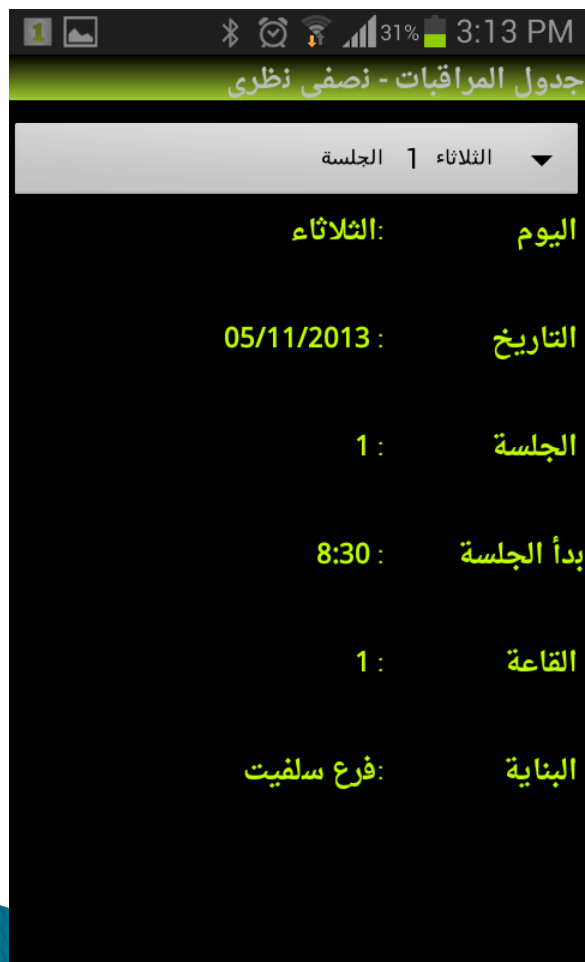 1 31% 3:13 PM
جدول المراقبات - نصفى نظرى
الثلاثاء 1 الجلسة
اليوم :الثلاثاء
التاريخ : 05/11/2013
الجلسة : 1
بدأ الجلسة : 8:30
القاعة : 1
البناية :فرع سلفيت